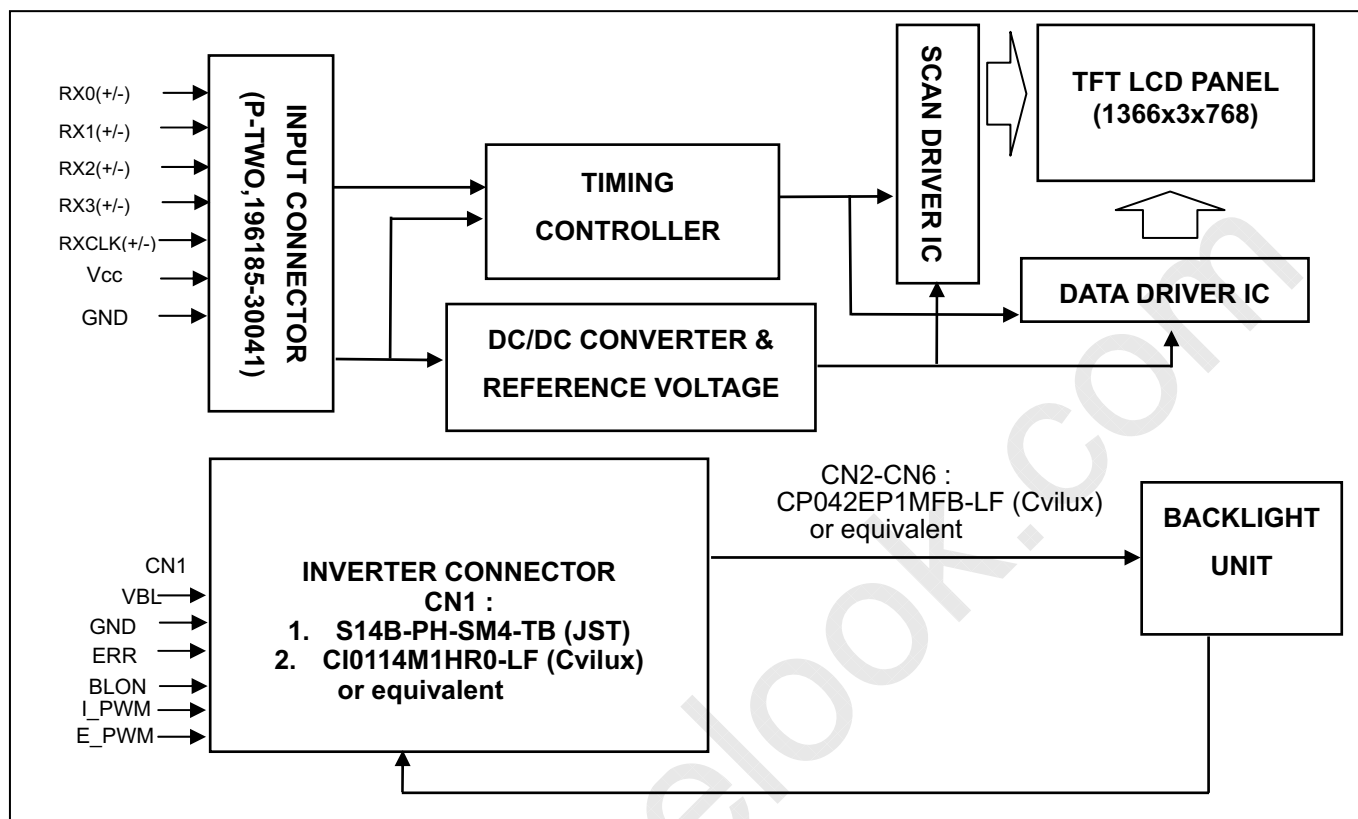 RX0(+/-)
RX1(+/-)
RX2(+/-)
RX3(+/-)
RXCLK(+/-)
Vcc
GND
INPUT CONNECTOR
(P-TWO,196185-30041)
TIMING
CONTROLLER
DC/DC CONVERTER &
REFERENCE VOLTAGE
SCAN DRIVER IC
TFT LCD PANEL
(1366x3x768)
DATA DRIVER IC
CN1
VBL
GND
ERR
BLON
I_PWM
E_PWM
INVERTER CONNECTOR
CN1 :
1. S14B-PH-SM4-TB (JST)
2. CI0114M1HR0-LF (Cvilux)
or equivalent
CN2-CN6 :
CP042EP1MFB-LF (Cvilux)
or equivalent
BACKLIGHT
UNIT
elook.com